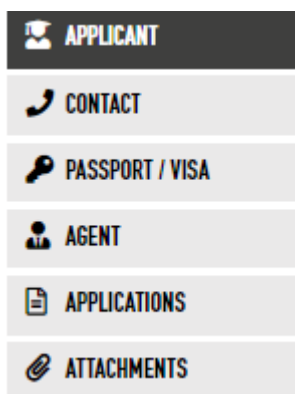 APPLICANT
CONTACT
PASSPORT / VISA
AGENT
APPLICATIONS
ATTACHMENTS